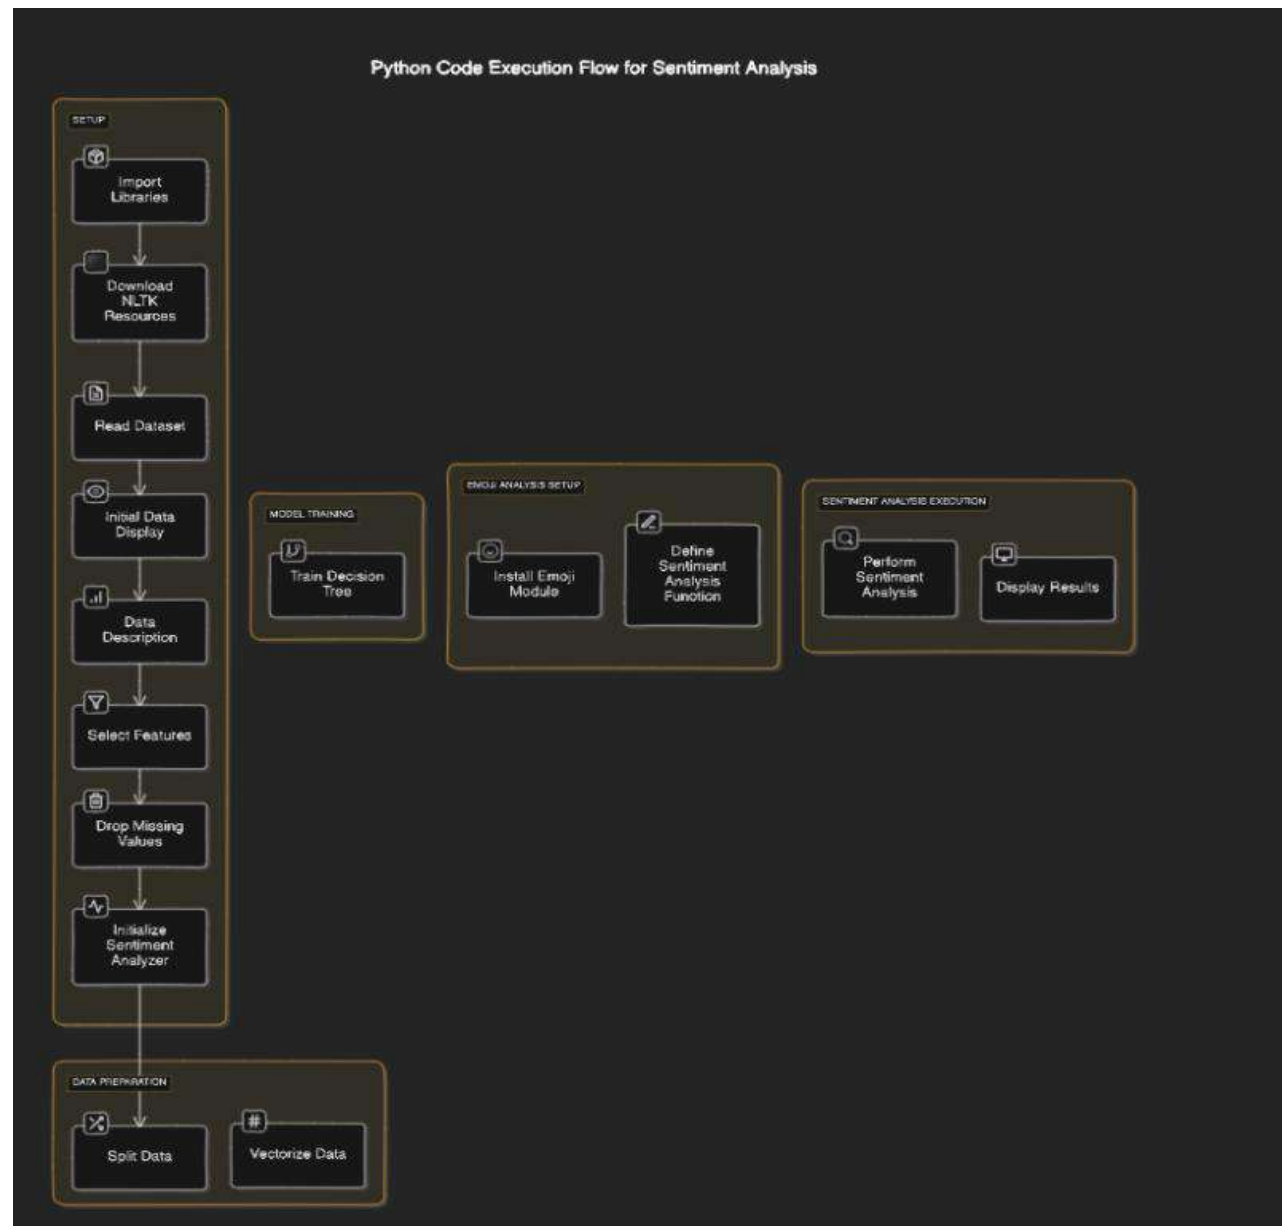 Python Code Execution Flow for Sentiment Analysis
SETUP
Import
Libraries
Download
NLTK
Resources
Read Dataset
Initial Data
Display
Data
Description
Select Features
Drop Missing
Values
Initialize
Sentiment
Analyzer
MODEL TRAINING
Train Decision
Tree
EMOJI ANALYSIS SETUP
Install Emoji
Module
Define
Sentiment
Analysis
Function
SENTIMENT ANALYSIS EXECUTION
Perform
Sentiment
Analysis
Display Results
DATA PREPARATION
Split Data
#
Vectorize Data